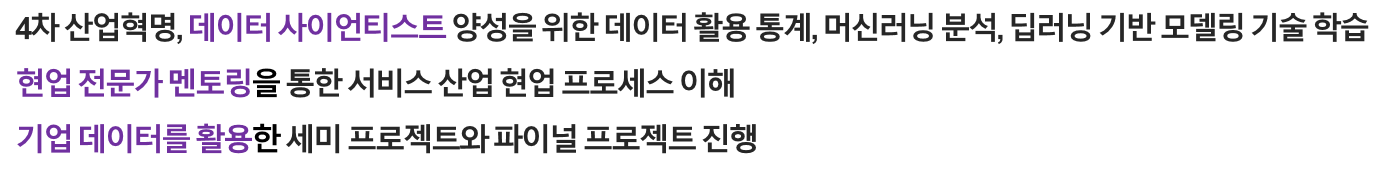 4차 산업혁명, 데이터 사이언티스트 양성을 위한 데이터 활용 통계, 머신러닝 분석, 딥러닝 기반 모델링 기술 학습
현업 전문가 멘토링을 통한 서비스 산업 현업 프로세스 이해
기업 데이터를 활용한 세미 프로젝트와 파이널 프로젝트 진행